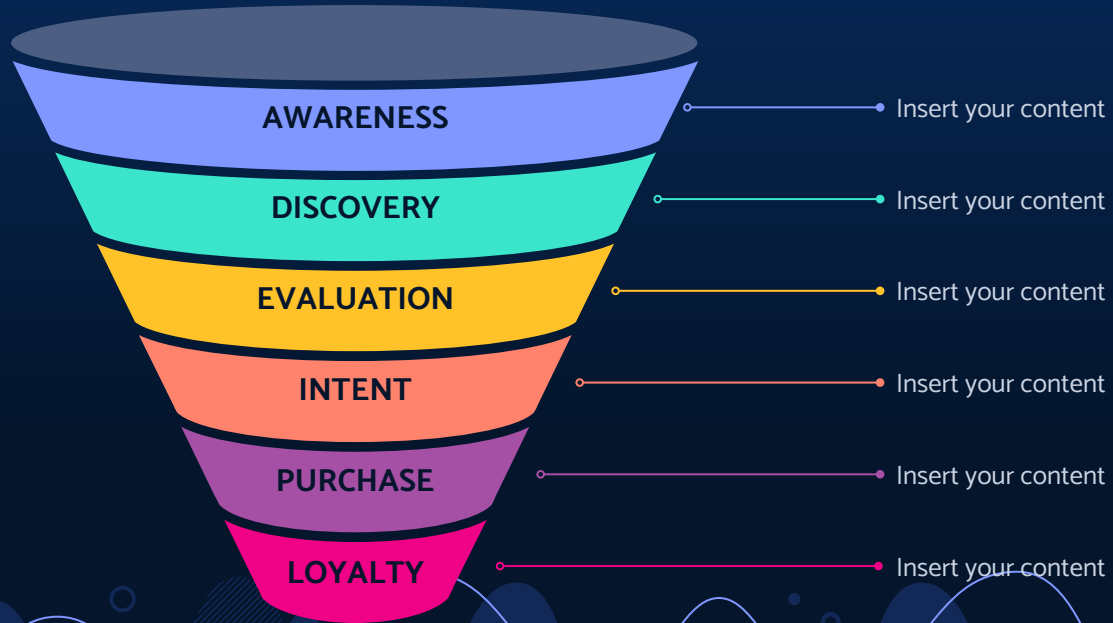 AWARENESS
Insert your content
DISCOVERY
Insert your content
EVALUATION
Insert your content
INTENT
Insert your content
PURCHASE
Insert your content
LOYALTY
Insert your content